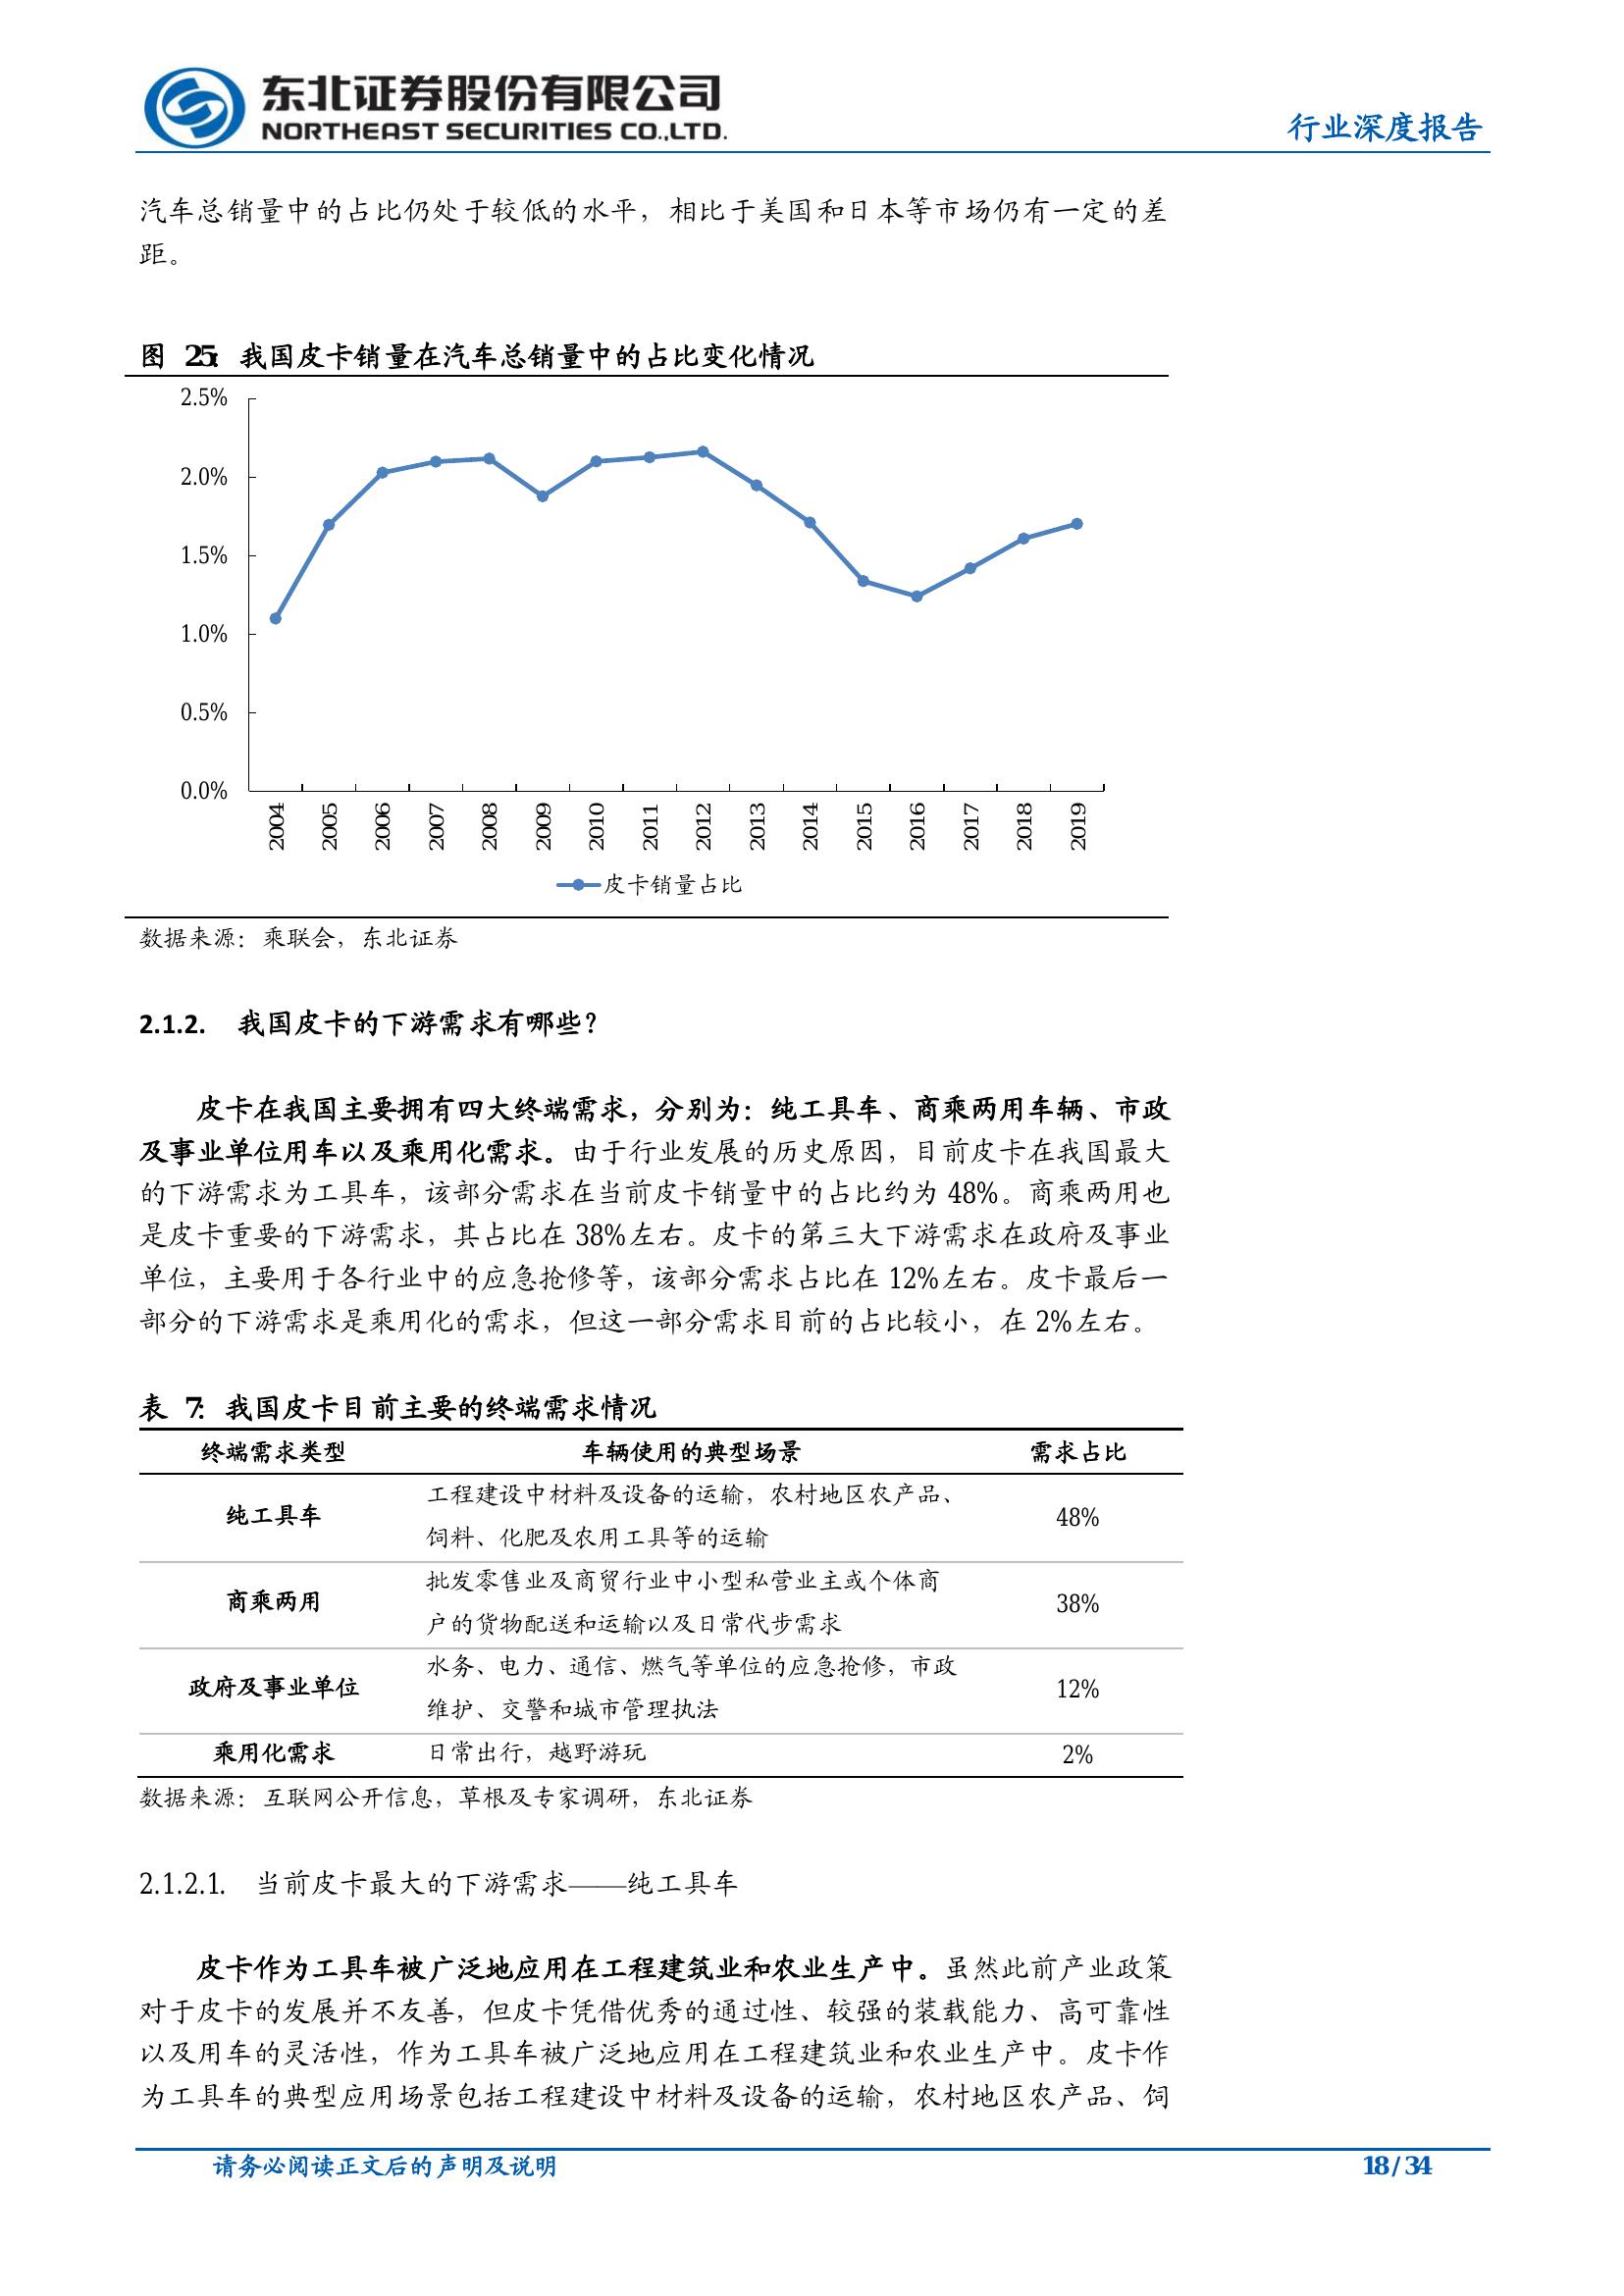 东北证券股份有限公司
NORTHEAST SECURITIES CO.,LTD.
行业深度报告
汽车总销量中的占比仍处于较低的水平，相比于美国和日本等市场仍有一定的差
距。
图 25：我国皮卡销量在汽车总销量中的占比变化情况
2.5%
2.0%
1.5%
1.0%
0.5%
0.0%
2004 2005 2006 2007 2008 2009 2010 2011 2012 2013 2014 2015 2016 2017 2018 2019
皮卡销量占比
数据来源：乘联会，东北证券
2.1.2. 我国皮卡的下游需求有哪些？
皮卡在我国主要拥有四大终端需求，分别为：纯工具车、商乘两用车辆、市政
及事业单位用车以及乘用化需求。由于行业发展的历史原因，目前皮卡在我国最大
的下游需求为工具车，该部分需求在当前皮卡销量中的占比约为 48%。商乘两用也
是皮卡重要的下游需求，其占比在 38%左右。皮卡的第三大下游需求在政府及事业
单位，主要用于各行业中的应急抢修等，该部分需求占比在 12%左右。皮卡最后一
部分的下游需求是乘用化的需求，但这一部分需求目前的占比较小，在 2%左右。
表 7：我国皮卡目前主要的终端需求情况
终端需求类型 车辆使用的典型场景 需求占比
纯工具车 工程建设中材料及设备的运输，农村地区农产品、
饲料、化肥及农用工具等的运输 48%
商乘两用 批发零售业及商贸行业中小型私营业主或个体商
户的货物配送和运输以及日常代步需求 38%
政府及事业单位 水务、电力、通信、燃气等单位的应急抢修，市政
维护、交警和城市管理执法 12%
乘用化需求 日常出行，越野游玩 2%
数据来源：互联网公开信息，草根及专家调研，东北证券
2.1.2.1. 当前皮卡最大的下游需求——纯工具车
皮卡作为工具车被广泛地应用在工程建筑业和农业生产中。虽然此前产业政策
对于皮卡的发展并不友善，但皮卡凭借优秀的通过性、较强的装载能力、高可靠性
以及用车的灵活性，作为工具车被广泛地应用在工程建筑业和农业生产中。皮卡作
为工具车的典型应用场景包括工程建设中材料及设备的运输，农村地区农产品、饲
请务必阅读正文后的声明及说明
18 / 34